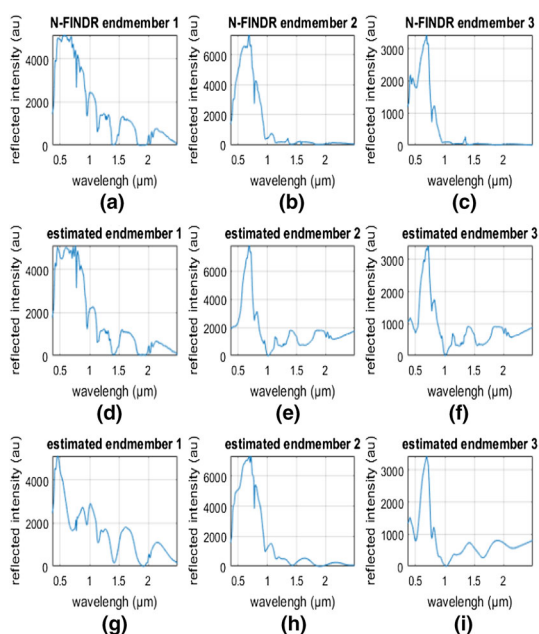 N-FINDR endmember 1 N-FINDR endmember 2 N-FINDR endmember 3
reflected intensity (au) reflected intensity (au) reflected intensity (au)
4000 6000 3000
2000 4000 2000
0 2000 1000
0 0
0.5 1 1.5 2 0.5 1 1.5 2 0.5 1 1.5 2
wavelengh (μm) wavelengh (μm) wavelengh (μm)
(a) (b) (c)
estimated endmember 1 estimated endmember 2 estimated endmember 3
reflected intensity (au) reflected intensity (au) reflected intensity (au)
4000 6000 3000
2000 4000 2000
0 2000 1000
0 0
0.5 1 1.5 2 0.5 1 1.5 2 0.5 1 1.5 2
wavelengh (μm) wavelengh (μm) wavelengh (μm)
(d) (e) (f)
estimated endmember 1 estimated endmember 2 estimated endmember 3
reflected intensity (au) reflected intensity (au) reflected intensity (au)
4000 6000 3000
2000 4000 2000
0 2000 1000
0 0
0.5 1 1.5 2 0.5 1 1.5 2 0.5 1 1.5 2
wavelengh (μm) wavelengh (μm) wavelengh (μm)
(g) (h) (i)